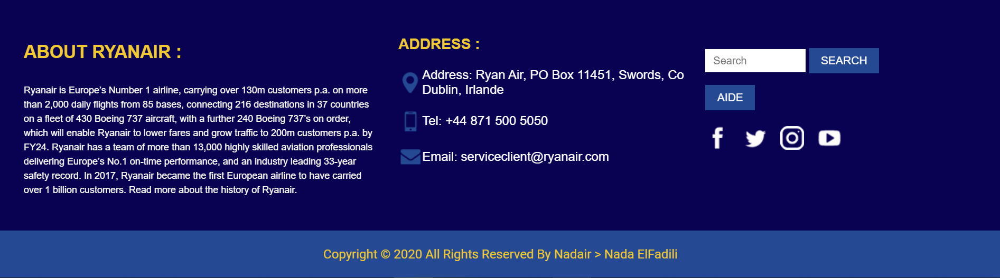 ABOUT RYANAIR :
Ryanair is Europe’s Number 1 airline, carrying over 130m customers p.a. on more
than 2,000 daily flights from 85 bases, connecting 216 destinations in 37 countries
on a fleet of 430 Boeing 737 aircraft, with a further 240 Boeing 737’s on order,
which will enable Ryanair to lower fares and grow traffic to 200m customers p.a. by
FY24. Ryanair has a team of more than 13,000 highly skilled aviation professionals
delivering Europe’s No.1 on-time performance, and an industry leading 33-year
safety record. In 2017, Ryanair became the first European airline to have carried
over 1 billion customers. Read more about the history of Ryanair.
ADDRESS :
Address: Ryan Air, PO Box 11451, Swords, Co
Dublin, Irlande
Tel: +44 871 500 5050
Email: serviceclient@ryanair.com
Search SEARCH
AIDE
Copyright © 2020 All Rights Reserved By Nadair > Nada ElFadili